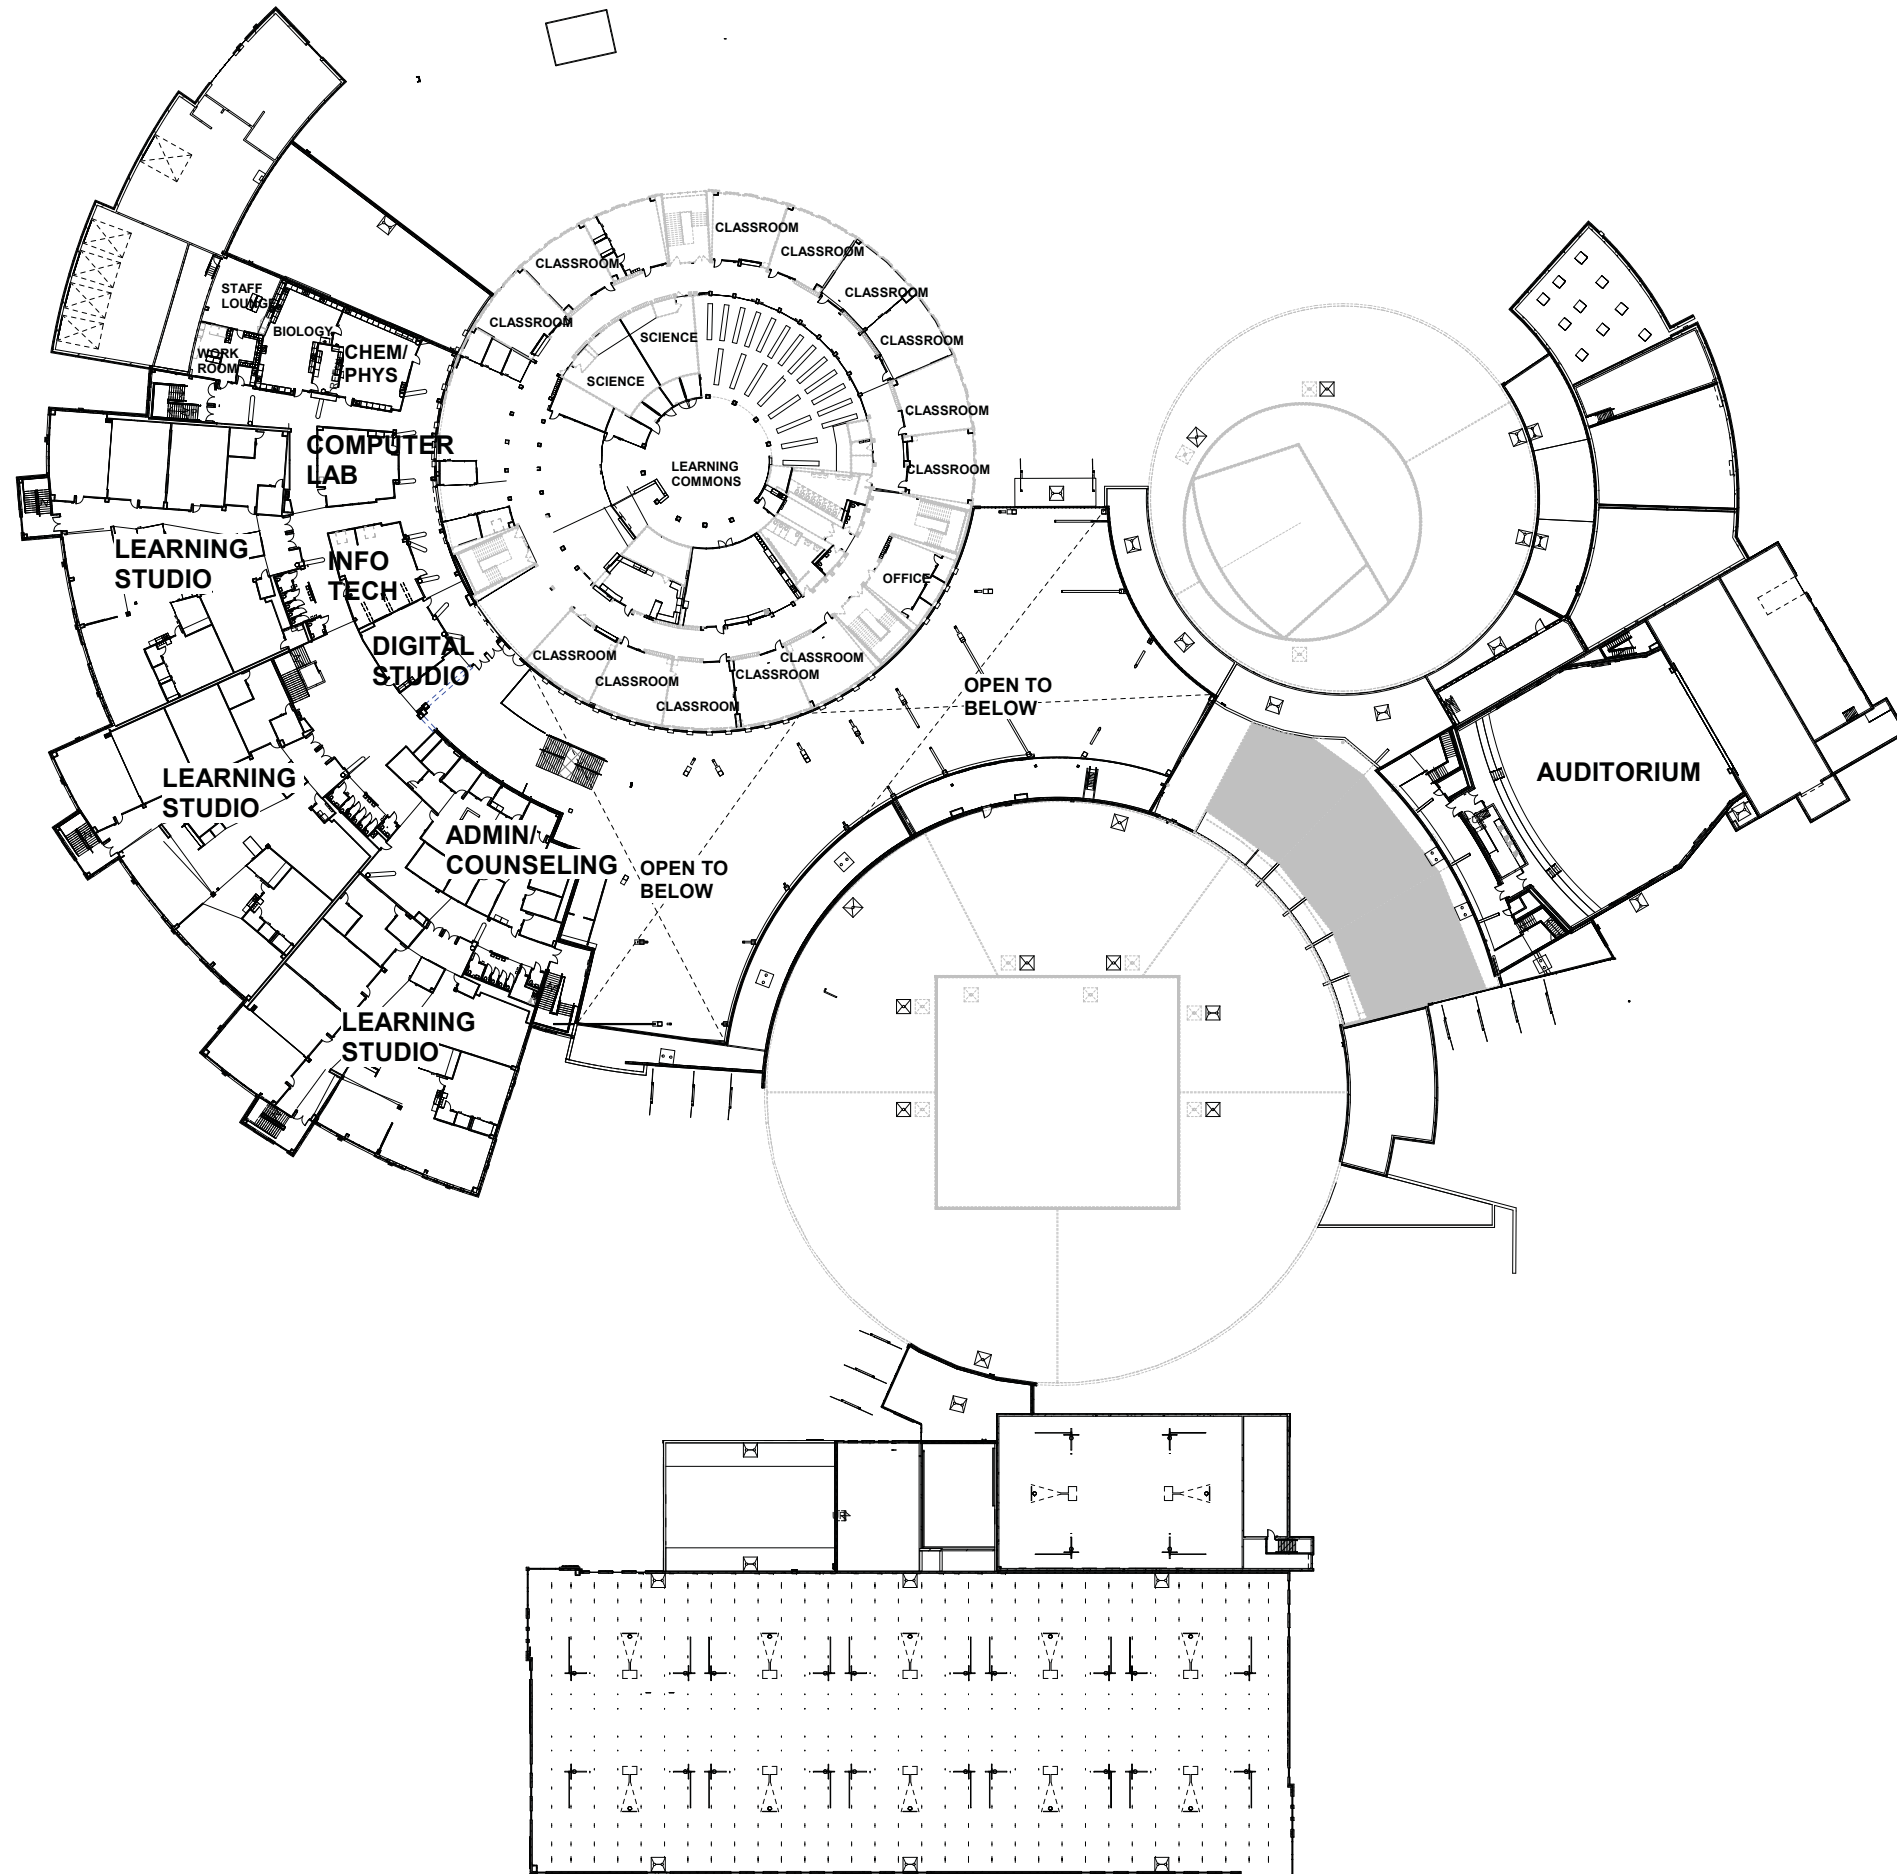 CLASSROOM
CLASSROOM
CLASSROOM
CLASSROOM
CLASSROOM
CLASSROOM
CLASSROOM
CLASSROOM
CLASSROOM
SCIENCE
SCIENCE
LEARNING
COMMONS
STAFF
LOUNGE
BIOLOGY
WORK
ROOM
CHEM/
PHYS
COMPUTER
LAB
LEARNING
STUDIO
INFO
TECH
DIGITAL
STUDIO
OFFICE
CLASSROOM
CLASSROOM
CLASSROOM
CLASSROOM
CLASSROOM
OPEN TO
BELOW
LEARNING
STUDIO
ADMIN/
COUNSELING
OPEN TO
BELOW
AUDITORIUM
LEARNING
STUDIO